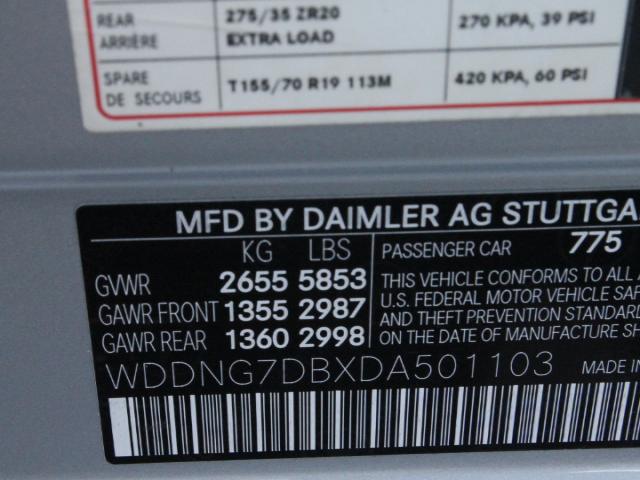 REAR 275/35 ZR20 270 KPA, 39 PSI
ARRIÈRE EXTRA LOAD
SPARE T155/70 R19 113M 420 KPA, 60 PSI
DE SECOURS
MFD BY DAIMLER AG STUTTGA
KG LBS PASSENGER CAR 775
GVWR 2655 5853 THIS VEHICLE CONFORMS TO ALL A
GAWR FRONT 1355 2987 U.S. FEDERAL MOTOR VEHICLE SAF
AND THEFT PREVENTION STANDARD
GAWR REAR 1360 2998 ON THE DATE OF MANUFACTURE S
WDDNG7DBXDA501103